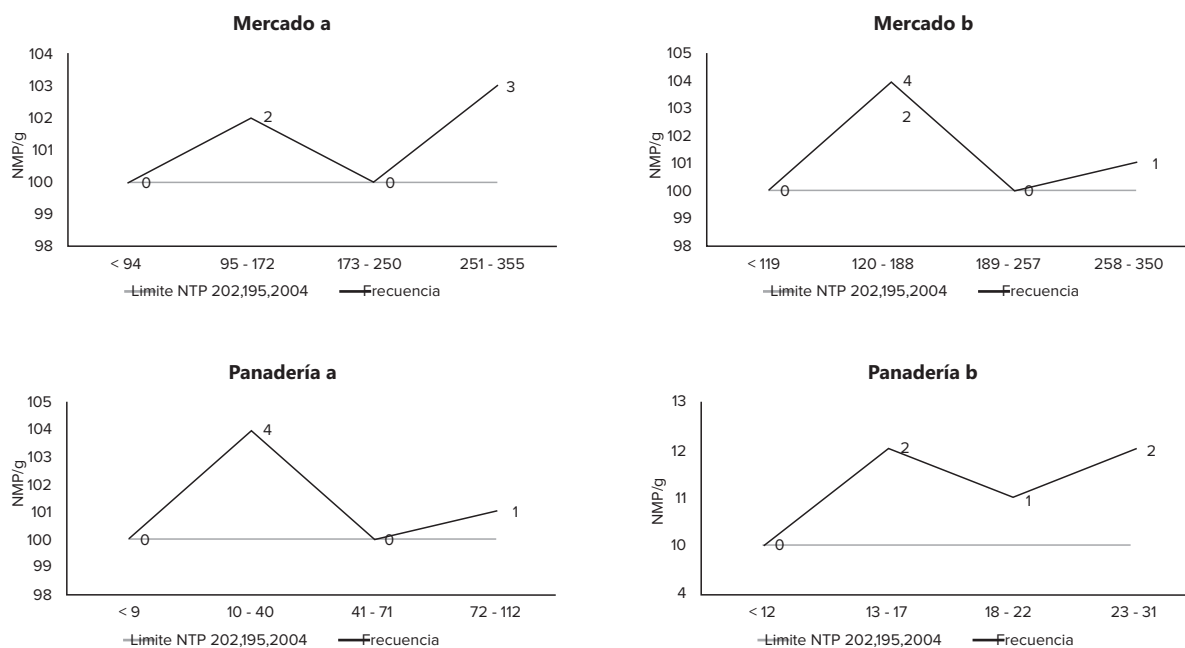 Mercado a
104
103
102
101
100
99
98
NMP/g
0
2
0
3
< 94 95 - 172 173 - 250 251 - 355
Limite NTP 202,195,2004 Frecuencia
Mercado b
105
104
103
102
101
100
99
98
NMP/g
0
4
2
0
1
< 119 120 - 188 189 - 257 258 - 350
Limite NTP 202,195,2004 Frecuencia
Panadería a
105
104
103
102
101
100
99
98
NMP/g
0
4
0
1
< 9 10 - 40 41 - 71 72 - 112
Limite NTP 202,195,2004 Frecuencia
Panadería b
13
12
11
10
4
NMP/g
0
2
1
2
< 12 13 - 17 18 - 22 23 - 31
Limite NTP 202,195,2004 Frecuencia